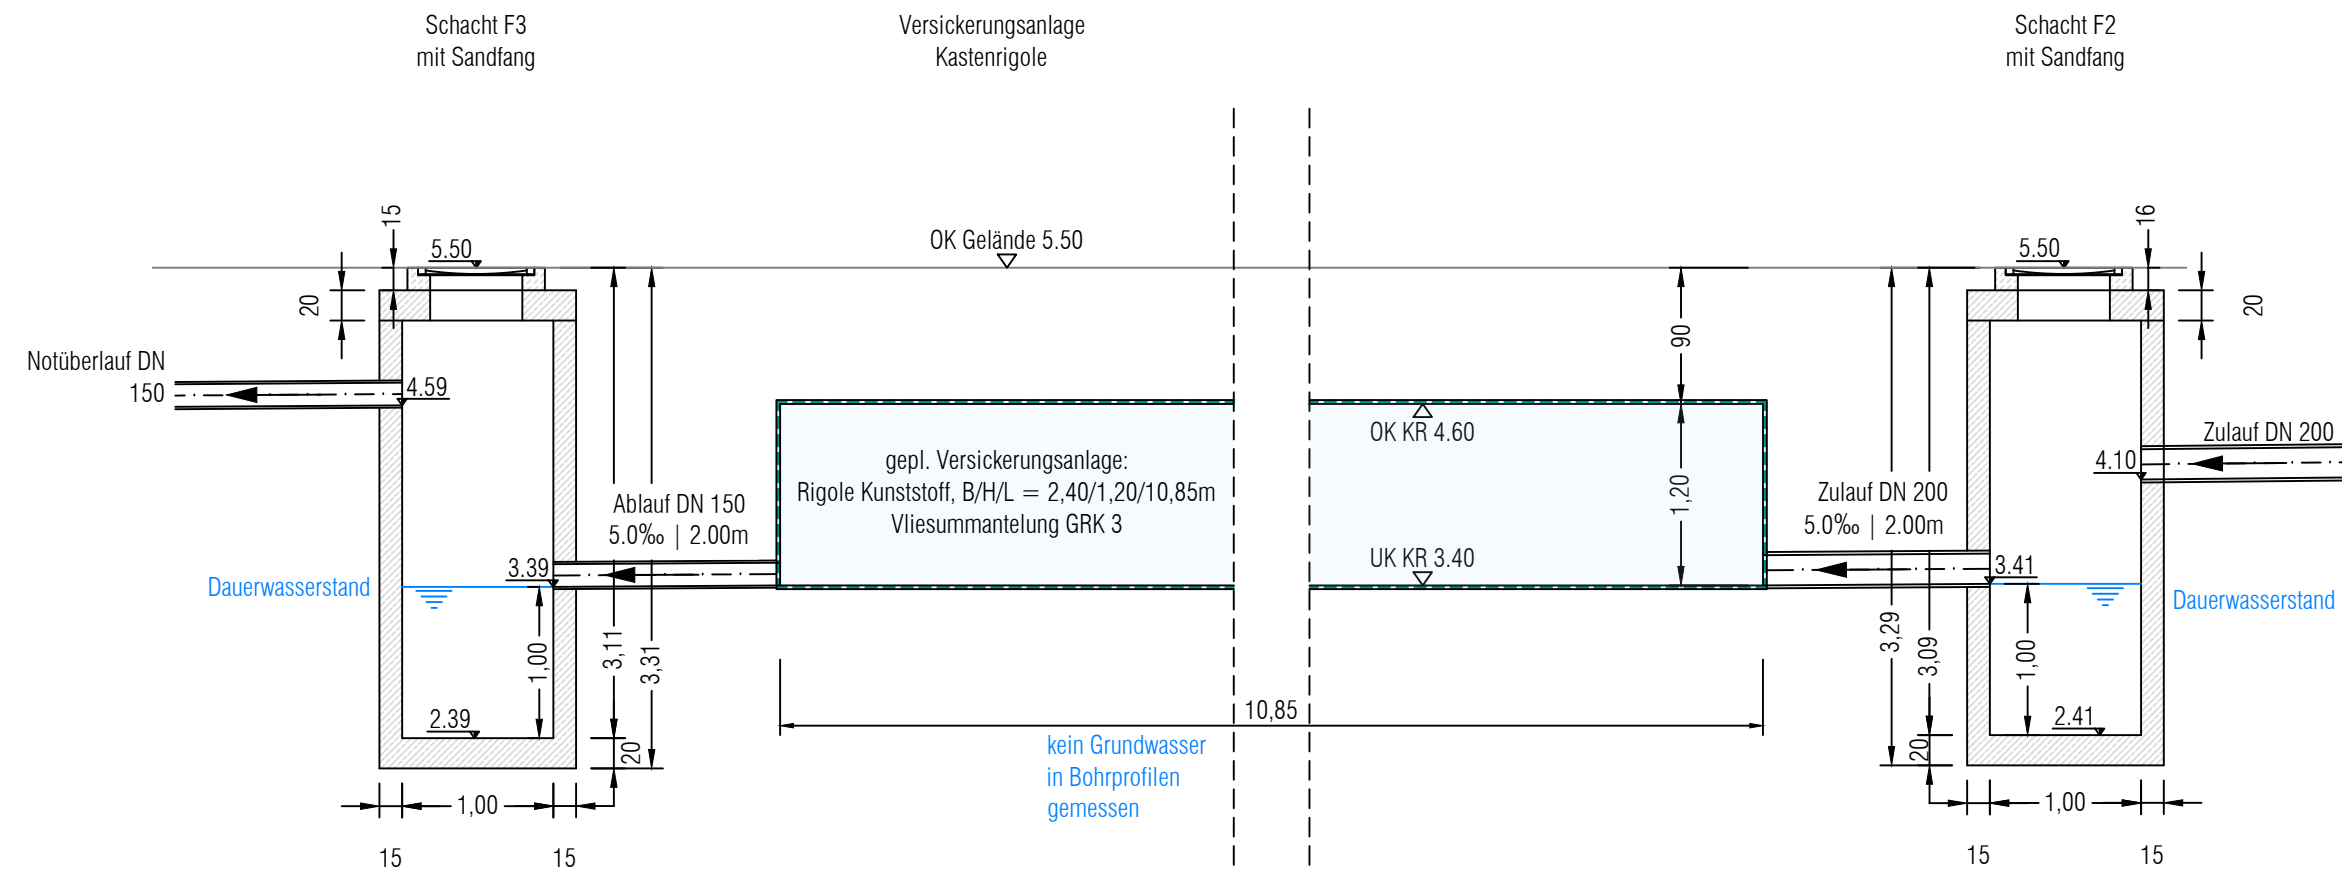 Schacht F3
mit Sandfang
Versickerungsanlage
Kastenrigole
Schacht F2
mit Sandfang
15
5.50
20
OK Gelände 5.50
16
5.50
20
Notüberlauf DN
150
4.59
90
OK KR 4.60
Zulauf DN 200
4.10
gepl. Versickerungsanlage:
Rigole Kunststoff, B/H/L = 2,40/1,20/10,85m
Vliesummantelung GRK 3
1,20
Ablauf DN 150
5.0‰ | 2.00m
Zulauf DN 200
5.0‰ | 2.00m
UK KR 3.40
3.39
3.41
Dauerwasserstand
Dauerwasserstand
1,00
3,11
3,31
3,29
3,09
1,00
2.39
20
10,85
2.41
20
kein Grundwasser
in Bohrprofilen
gemessen
1,00
1,00
15
15
15
15